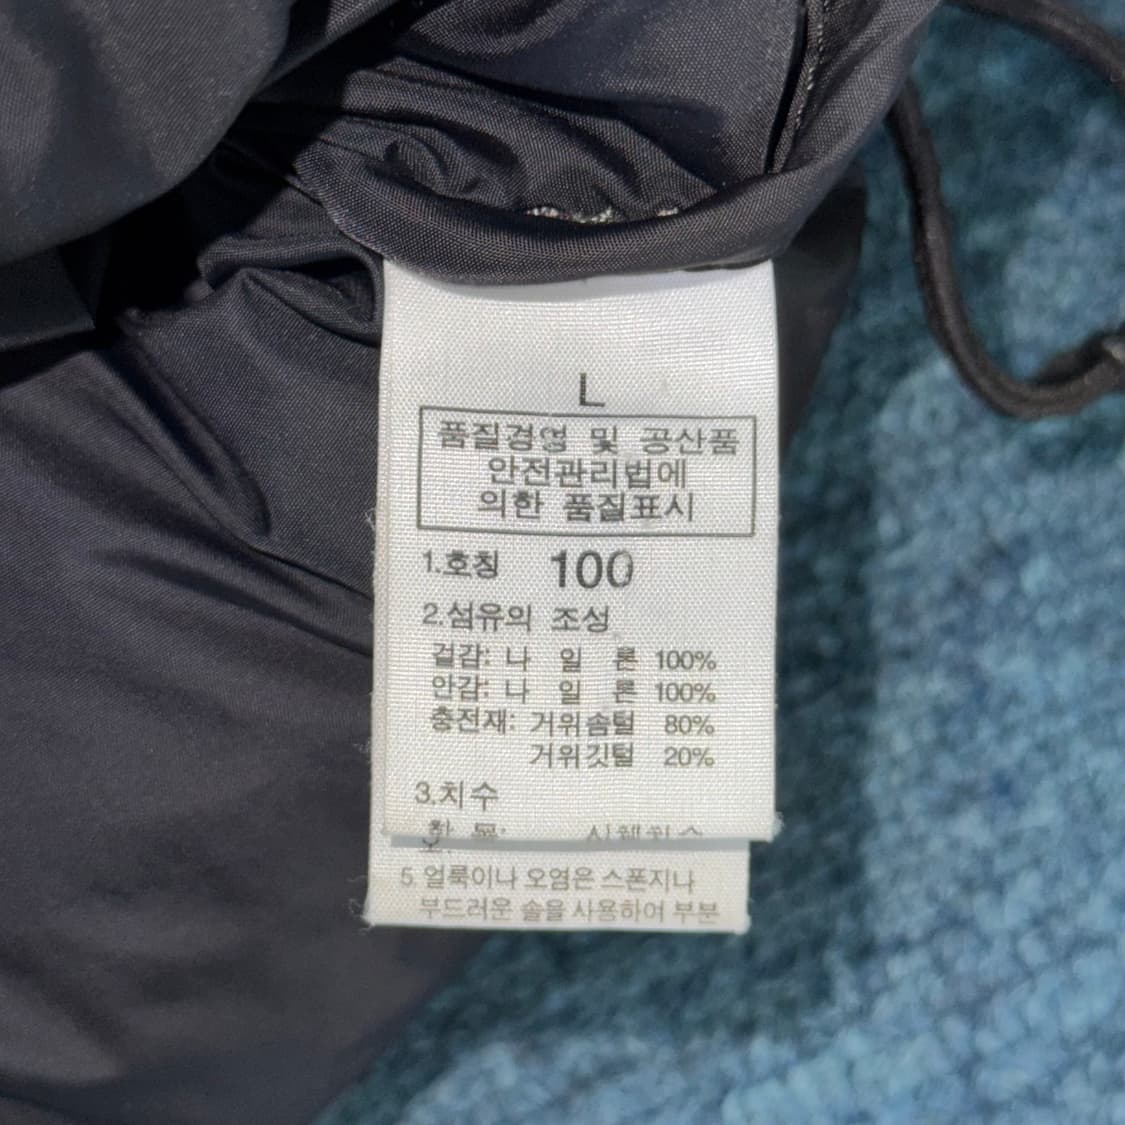 L
품질경영 및 공산품
안전관리법에
의한 품질표시
1.호칭 100
2.섬유의 조성
겉감: 나 일 론 100%
안감: 나 일 론 100%
충전재: 거위솜털 80%
거위깃털 20%
3.치수
항 목:
5 얼룩이나 오염은 스폰지나
부드러운 솔을 사용하여 부분